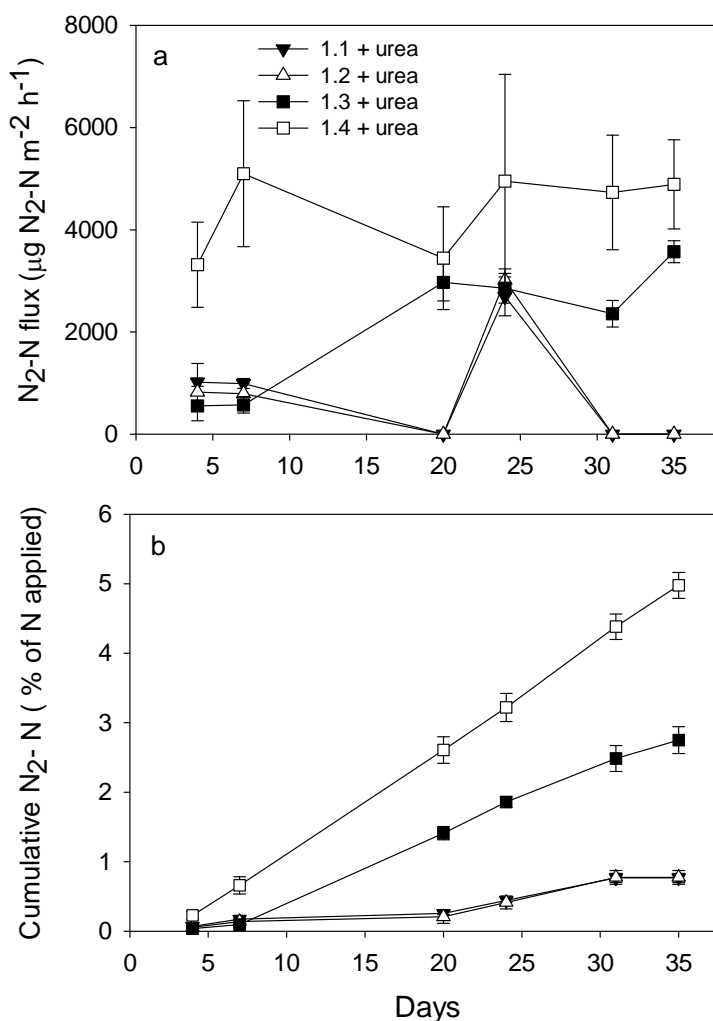 a
1.1 + urea
1.2 + urea
1.3 + urea
1.4 + urea
N₂-N flux (µg N₂-N m⁻² h⁻¹)
8000
6000
4000
2000
0
0 5 10 15 20 25 30 35
b
Cumulative N₂- N ( % of N applied)
6
5
4
3
2
1
0
0 5 10 15 20 25 30 35
Days